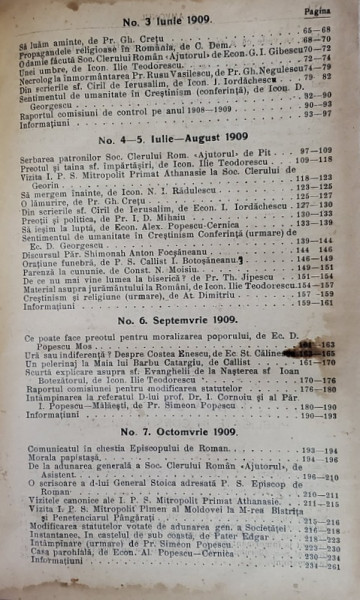 Pagina
No. 3 Iunie 1909.
Să luăm aminte, de Pr. Gh. Crețu 65—68
Propagandele religioase în România, de C. Dem. 68—70
Odamie făcută Soc. Clerului Român «Ajutorul» de Econ. G. I. Gibescu 70—72
Unei umbre, de Icon. Ilie Teodorescu. 72—74
Necrolog la înmormântarea Pr. Rusu Vasilescu, de Pr. Gh. Negulescu 74—79
Din scrierile sf. Ciril de Ierusalim, de Icon. J. Iordăchescu 79—82
Sentimentul de umanitate în Creștinism (conferință), de Icon. D.
Georgescu 82—90
Raportul comisiunei de control pe anul 1908—1909 90—93
Informațiuni 93—97
No. 4—5. Iulie—August 1909
Serbarea patronilor Soc. Clerului Rom. «Ajutorul» de Pit. 97—109
Preotul și taina sf. împărtășiri, de Icon. Ilie Teodorescu 109—118
Vizita I. P. S. Mitropolit Primat Athanasie la Soc. Clerului de
Georiu 118—123
Să mergem înainte, de Icon. N. I. Rădulescu 123—125
O lămurire, de Pr. Gh. Crețu 125—127
Din scrierile sf. Ciril de Ierusalim, de Econ. I. Iordăchescu 127—130
Preoții și politica, de Pr. I. D. Mihaiu 130—133
Să ieșim la luptă, de Econ. Alex. Popescu-Cernica 133—139
Sentimentul de umanitate în Creștinism Conferință (urmare) de
Ec. D. Georgescu 139—144
Discursul Păr. Shimonah Anton Focșăneanu 144 146
Orațiune funebră, de P. S. Callist I. Botoșăneanu. 146—149
Pareneză la cununie. de Const. N. Moisiu. 149—151
De ce nu mai vine lumea la biserică? de Pr. Th. Jipescu 151—154
Material asupra jurământului la Români, de Icon. Ilie Teodorescu 154—157
Creștinism și religiune (urmare), de At. Dimitriu 157—159
Informațiuni 159—161
No. 6. Septemvrie 1909.
Ce poate face preotul pentru moralizarea poporului, de Ec. D.
Popescu Moș —163
Ură sau indiferență? Despre Costea Enescu, de Ec St. Călinescu 163—165
Un pelerinaj la Maia lui Barbu Catargiu, de Callist 161—170
Scurtă explicare asupra sf. Evanghelii de la Nașterea sf Ioan
Botezătorul, de Icon. Ilie Teodorescu 170—176
Raportul comisiunei pentru modificarea statutelor 176—180
Întâmpinarea la referatul D-lui prof. Dr. I. Cornoiu și al Păr.
I. Popescu-Mălăești, de Pr. Simeon Popescu 180—190
Informațiuni 190—193
No. 7. Octomvrie 1909.
Comunicatul în chestia Episcopului de Roman. 193—194
Morala papistașă. 194—196
De la adunarea generală a Soc. Clerului Român «Ajutorul», de
Asistent. 196—210
O scrisoare a d-lui General Stoica adresată P. S. Episcop de
Roman 210—211
Vizitele canonice ale I. P. S. Mitropolit Primat Athanasie. 211—215
Vizita I. P. S. Mitropolit Pimen al Moldovei la M-rea Bistrița
și Penenciarul Pângărați 215—216
Modificarea statutelor votate de adunarea gen. a Societății 216—218
Instantanee, In castelul de sub coastă, de Pater Edgar 218—223
Întâmpinare (urmare) de Pr. Simeon Popescu. 223—230
Casa parohială, de Econ. Al. Popescu—Cernica 230—234
Informațiuni 234—261